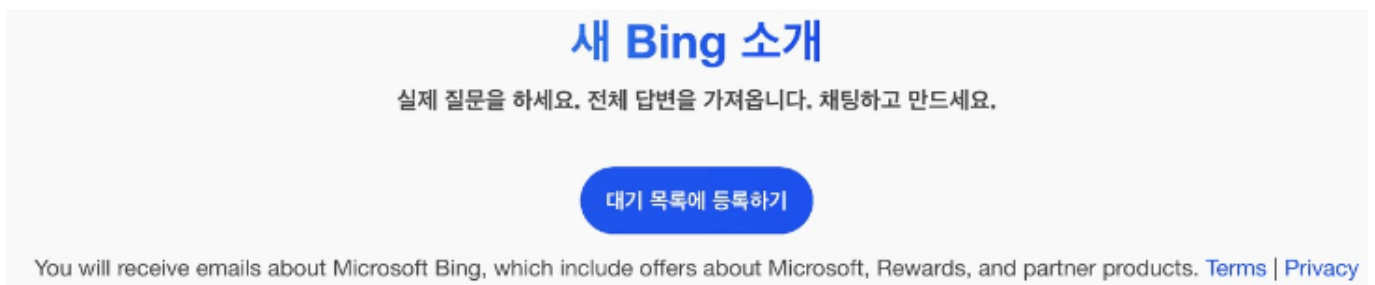 새 Bing 소개
실제 질문을 하세요. 전체 답변을 가져옵니다. 채팅하고 만드세요.
대기 목록에 등록하기
You will receive emails about Microsoft Bing, which include offers about Microsoft, Rewards, and partner products. Terms | Privacy